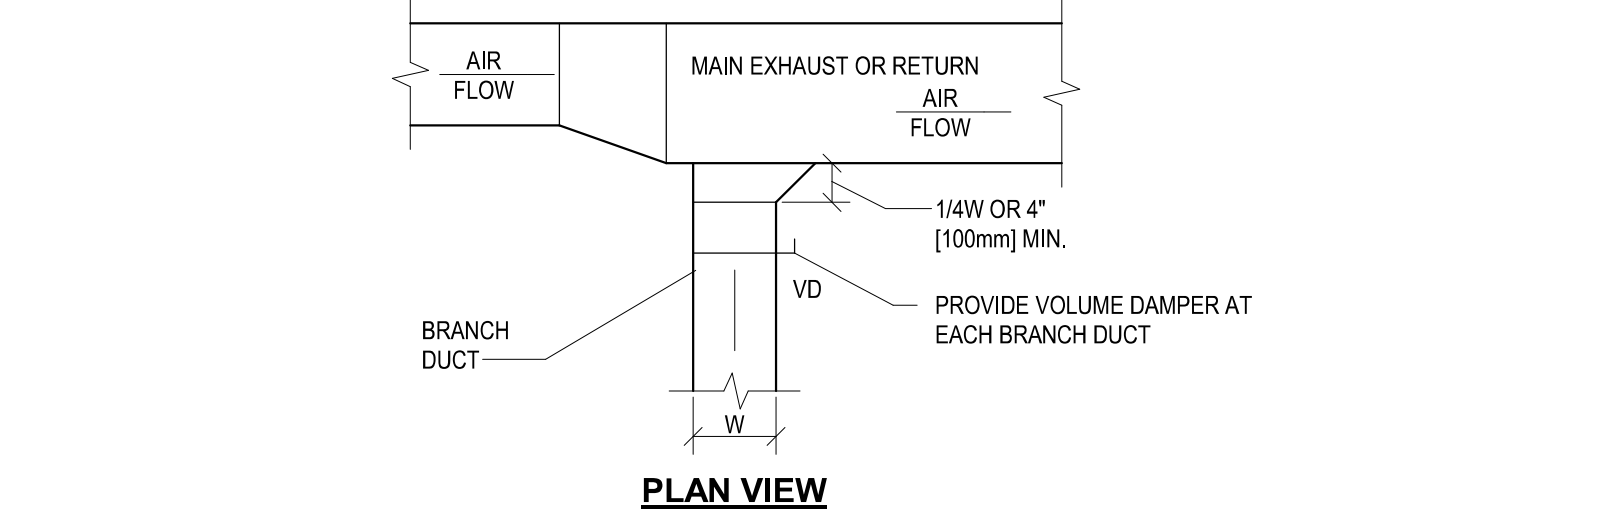 AIR
FLOW
MAIN EXHAUST OR RETURN
AIR
FLOW
1/4W OR 4"
[100mm] MIN.
VD
PROVIDE VOLUME DAMPER AT
EACH BRANCH DUCT
BRANCH
DUCT
W
PLAN VIEW